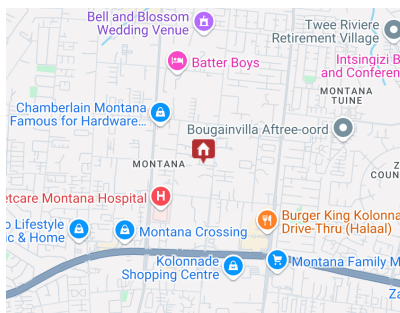 Bell and Blossom
Wedding Venue
Twee Riviere
Retirement Village
Batter Boys
Intsingizi B
and Conferen
MONTANA
TUINE
Chamberlain Montana
Famous for Hardware...
Bougainvilla Aftree-oord
MONTANA
Z
COUN
etcare Montana Hospital
H
o Lifestyle
ic & Home
Montana Crossing
Burger King Kolonna
Drive-Thru (Halaal)
Kolonnade
Shopping Centre
Montana Family M
Za